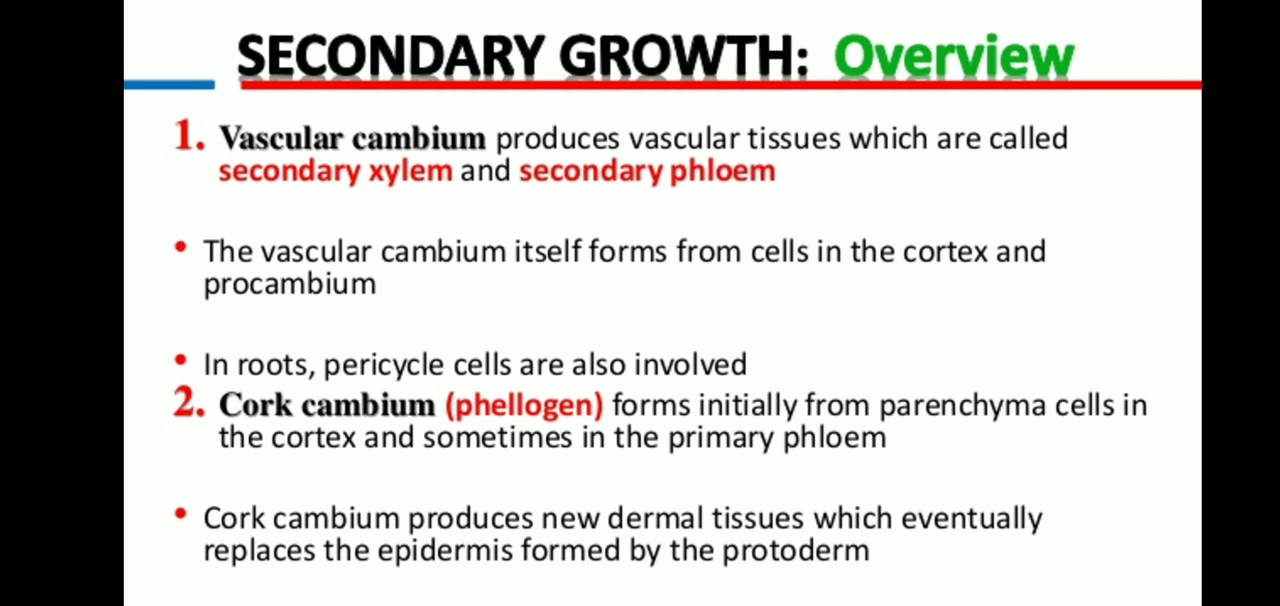 SECONDARY GROWTH: Overview
1. Vascular cambium produces vascular tissues which are called
secondary xylem and secondary phloem
• The vascular cambium itself forms from cells in the cortex and
procambium
• In roots, pericycle cells are also involved
2. Cork cambium (phellogen) forms initially from parenchyma cells in
the cortex and sometimes in the primary phloem
• Cork cambium produces new dermal tissues which eventually
replaces the epidermis formed by the protoderm